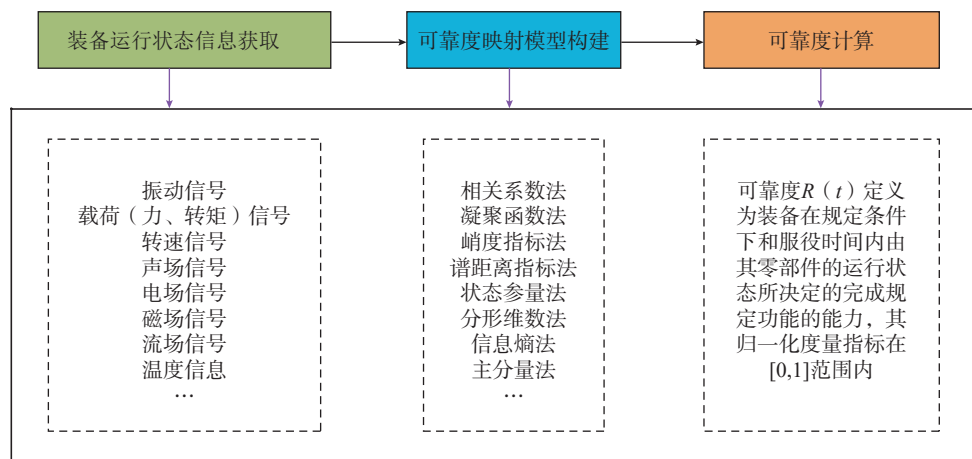 装备运行状态信息获取
可靠度映射模型构建
可靠度计算
振动信号
载荷（力、转矩）信号
转速信号
声场信号
电场信号
磁场信号
流场信号
温度信息
…
相关系数法
凝聚函数法
峭度指标法
谱距离指标法
状态参量法
分形维数法
信息熵法
主分量法
…
可靠度R（t）定义
为装备在规定条件
下和服役时间内由
其零部件的运行状
态所决定的完成规
定功能的能力，其
归一化度量指标在
[0,1]范围内